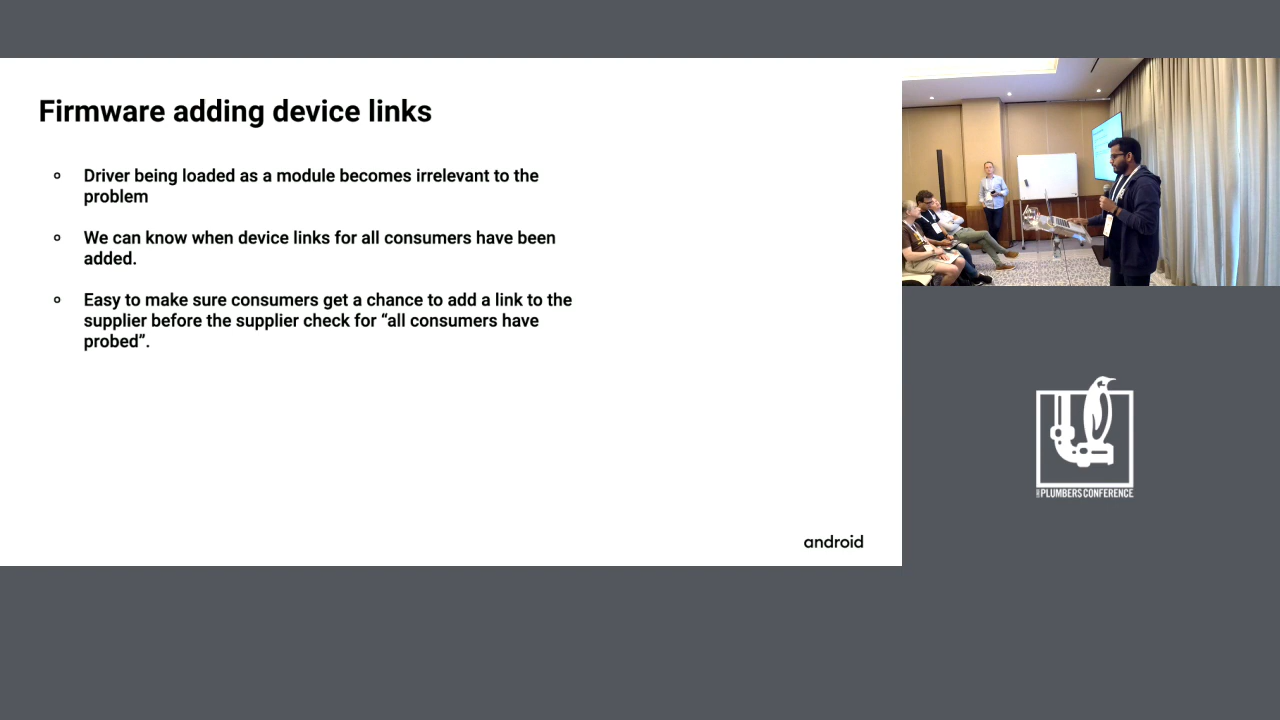 Firmware adding device links
Driver being loaded as a module becomes irrelevant to the
problem
We can know when device links for all consumers have been
added.
Easy to make sure consumers get a chance to add a link to the
supplier before the supplier check for “all consumers have
probed”.
android
PLUMBERS CONFERENCE